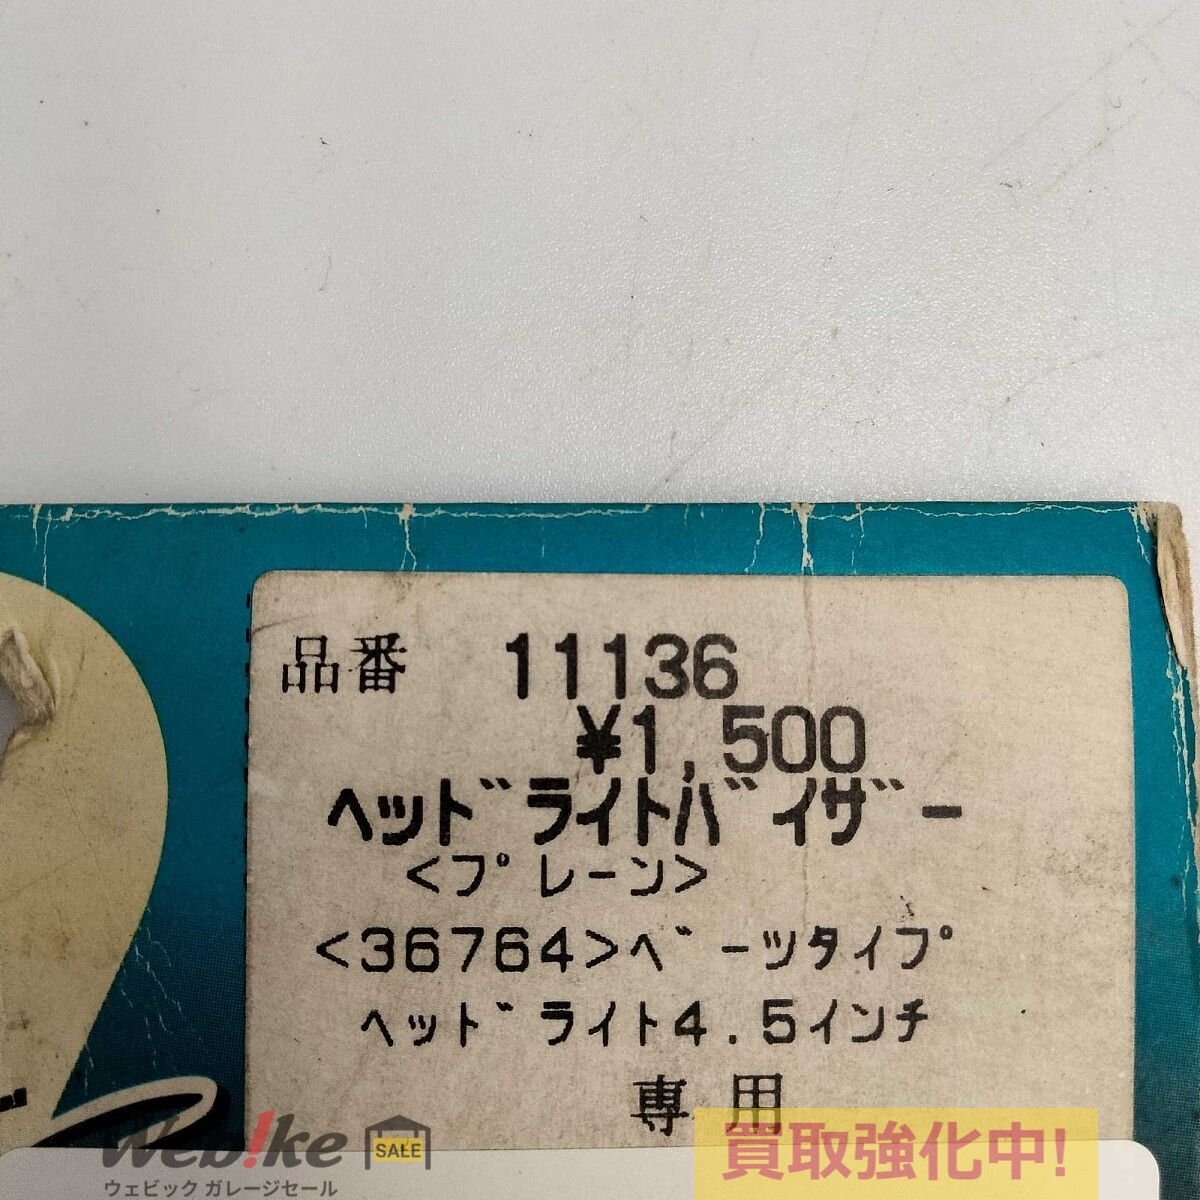 品番 11136
¥1,500
ヘッドライトバイザー
<プレーン>
<36764>ベーツタイプ
ヘッドライト4.5インチ
専用
Web!ke
SALE
ウェビック ガレージセール
買取強化中!